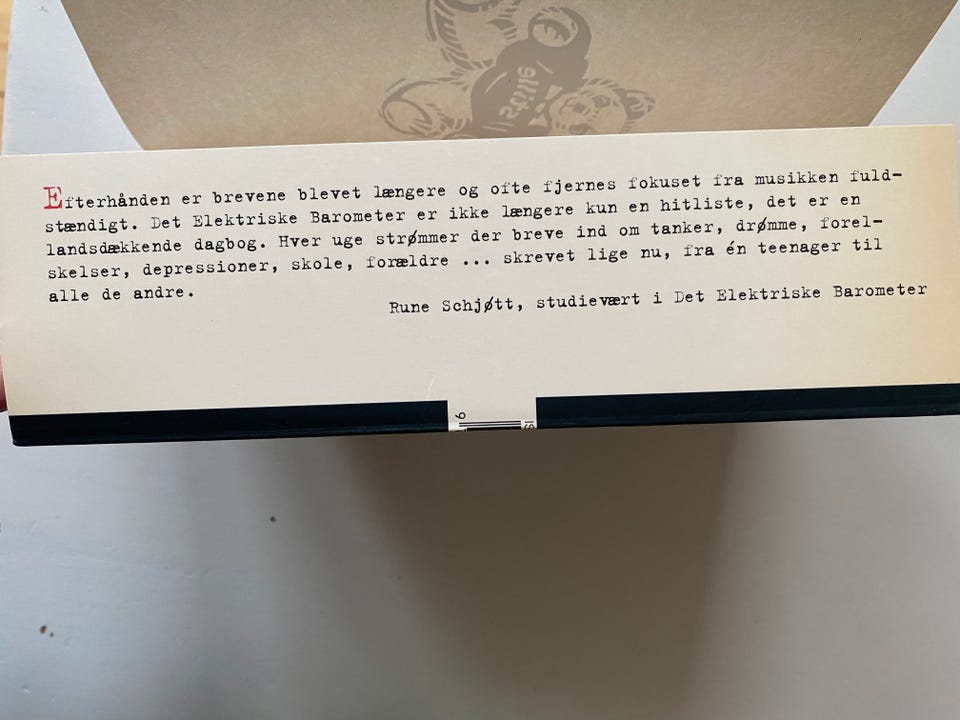 Efterhånden er brevene blevet længere og ofte fjernes fokuset fra musikken fuld-
stændigt. Det Elektriske Barometer er ikke længere kun en hitliste, det er en
landsdækkende dagbog. Hver uge strømmer der breve ind om tanker, drømme, forel-
skelser, depressioner, skole, forældre ... skrevet lige nu, fra én teenager til
alle de andre.
Rune Schjøtt, studievært i Det Elektriske Barometer
9